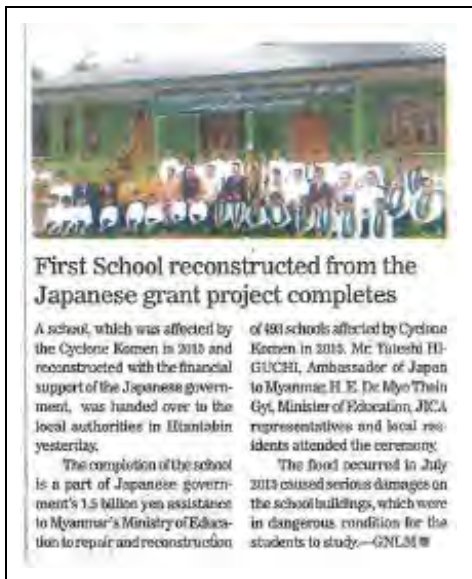 First School reconstructed from the
Japanese grant project completes
A school, which was affected by
the Cyclone Komen in 2015 and
reconstructed with the financial
support of the Japanese govern-
ment, was handed over to the
local authorities in
yesterday.
The completion of the school
is a part of Japanese govern-
ment's 1.5 billion yen assistance
to Myanmar's Ministry of Educa-
tion to repair and reconstruction
of schools affected by Cyclone
Komen in 2015. Mr. HI-
GUCHI, Ambassador of Japan
to Myanmar, H. E. Dr. Myo Thein
Gyi, Minister of Education, JICA
representatives and local res-
idents attended the ceremony.
The flood occurred in July
2015 caused serious damages on
the school buildings, which were
in dangerous condition for the
students to study.—GNLM